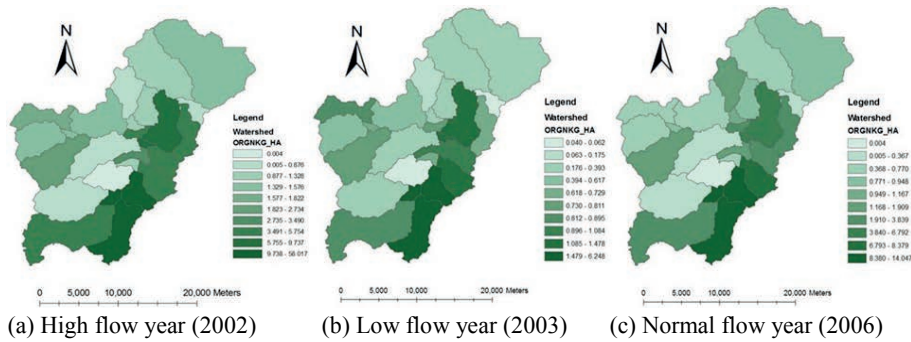 N
Legend
Watershed
ORGNKG_HA
0.004
0.005 - 0.876
0.877 - 1.328
1.329 - 1.576
1.577 - 1.822
1.823 - 2.734
2.735 - 3.490
3.491 - 5.754
5.755 - 9.737
9.738 - 58.017
0 5,000 10,000 20,000 Meters
(a) High flow year (2002)
N
Legend
Watershed
ORGNKG_HA
0.040 - 0.062
0.063 - 0.175
0.176 - 0.393
0.394 - 0.617
0.618 - 0.729
0.730 - 0.811
0.812 - 0.895
0.896 - 1.084
1.085 - 1.478
1.479 - 6.248
0 5,000 10,000 20,000 Meters
(b) Low flow year (2003)
N
Legend
Watershed
ORGNKG_HA
0.004
0.005 - 0.367
0.368 - 0.770
0.771 - 0.948
0.949 - 1.167
1.168 - 1.909
1.910 - 3.839
3.840 - 6.792
6.793 - 8.379
8.380 - 14.047
0 5,000 10,000 20,000 Meters
(c) Normal flow year (2006)